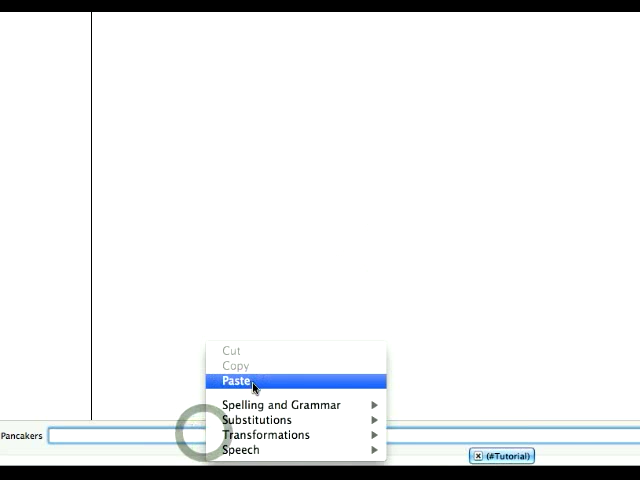 Cut
Copy
Paste
Spelling and Grammar
Substitutions
Pancakers
Transformations
Speech
(#Tutorial)